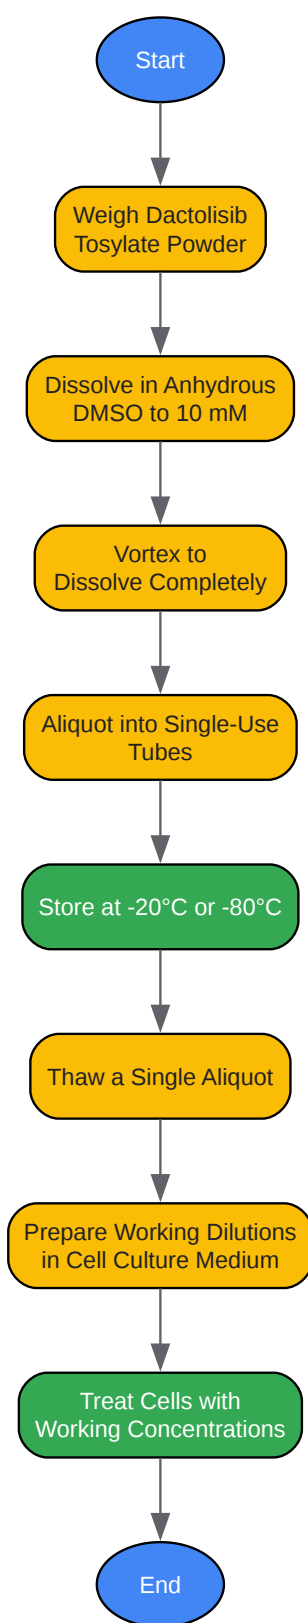 Start
Weigh Dactolisib
Tosylate Powder
Dissolve in Anhydrous
DMSO to 10 mM
Vortex to
Dissolve Completely
Aliquot into Single-Use
Tubes
Store at -20°C or -80°C
Thaw a Single Aliquot
Prepare Working Dilutions
in Cell Culture Medium
Treat Cells with
Working Concentrations
End